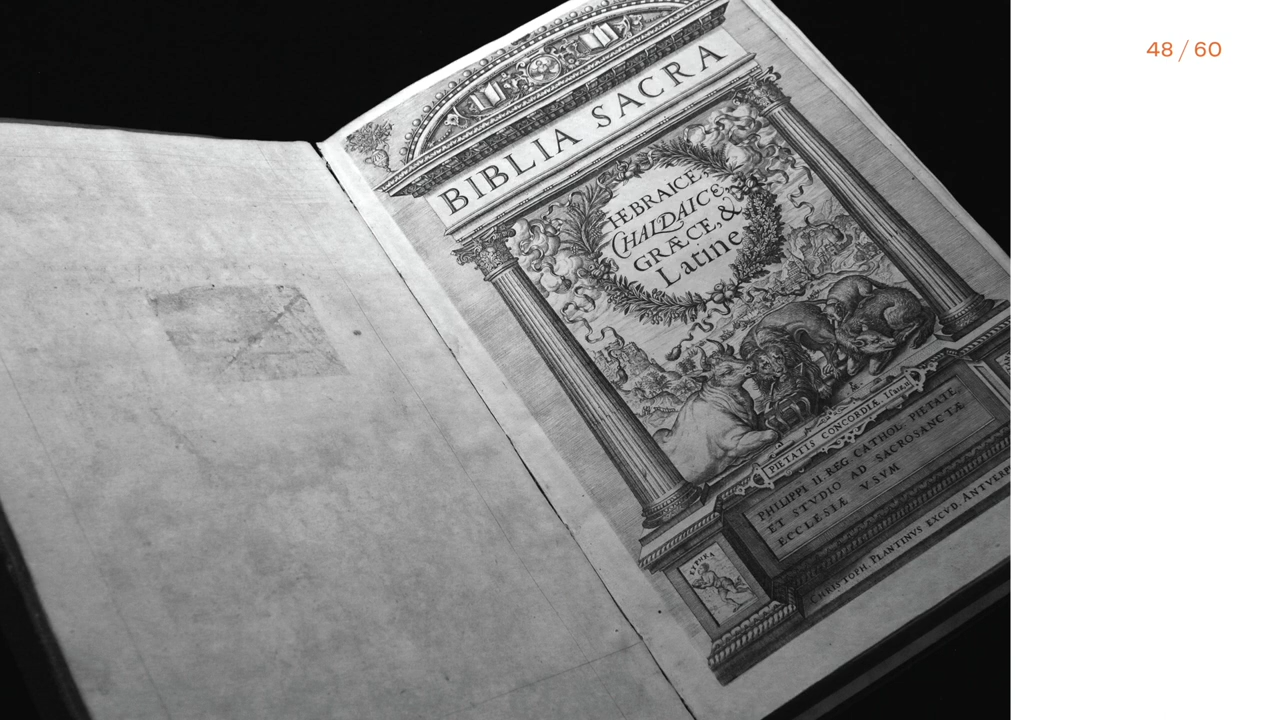 48 / 60
BIBLIA SACRA
HEBRAICE,
CHALDAICE,
GRÆCE, &
Latine
PIETATIS CONCORDIÆ.
PHILIPPI II. REG. CATHOL. PIETATE,
ET STVDIO AD SACROSANCTÆ
ECCLESIÆ VSVM
CHRISTOPH. PLANTINVS EXCVD. ANTVERP